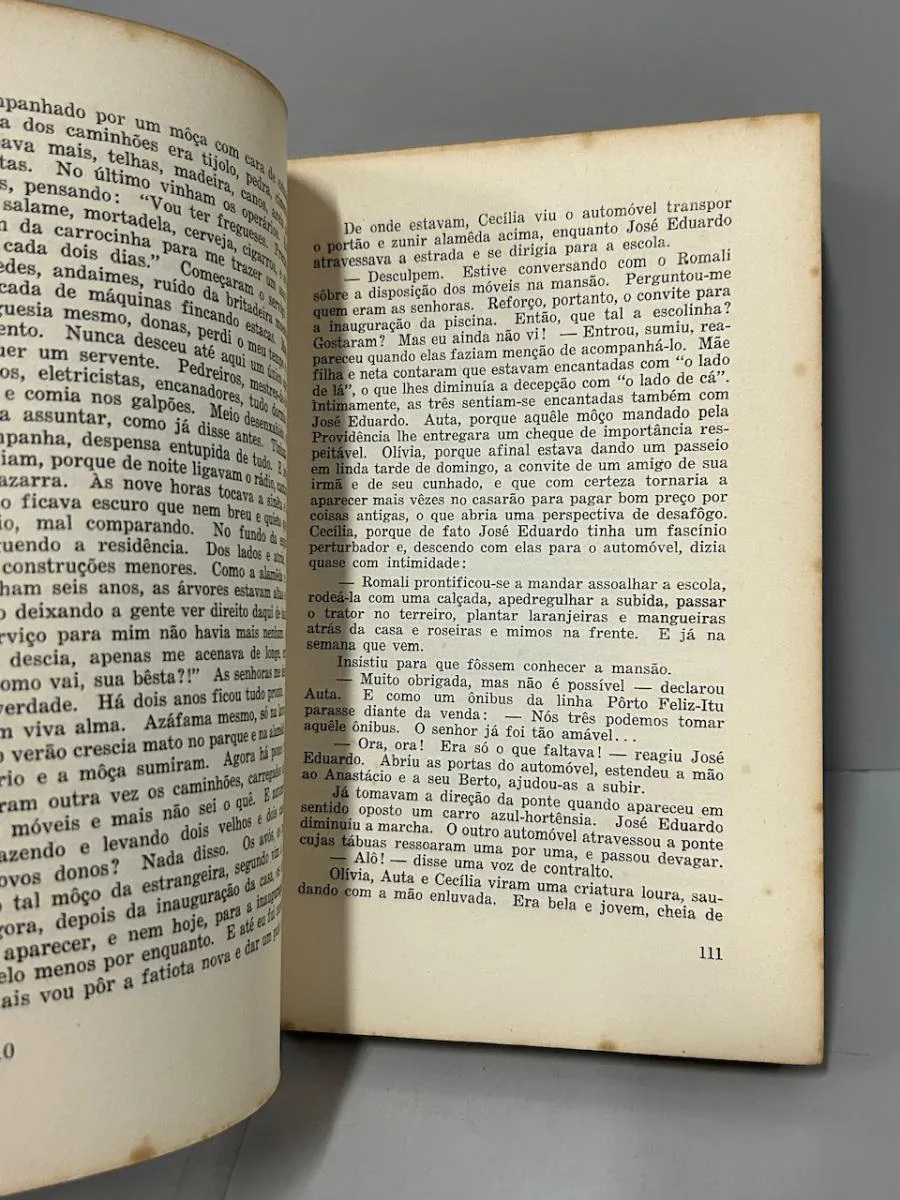 mpanhado por um môça com cara de
a dos caminhões era tijolo, pedra,
ava mais, telhas, madeira, canos,
tas. No último vinham os operários.
s, pensando: "Vou ter fregueses.
salame, mortadela, cerveja, cigarros,
m da carrocinha para me trazer um
cada dois dias." Começaram o
edes, andaimes, ruído da britadeira
cada de máquinas fincando estacas.
guesia mesmo, donas, perdi o meu
ento. Nunca desceu até aqui um único
uer um servente. Pedreiros,
os, eletricistas, encanadores, tudo
e comia nos galpões. Meio
a assuntar, como já disse antes.
mpanha, despensa entupida de tudo.
iam, porque de noite ligavam o rádio,
azarra. Às nove horas tocava a
o ficava escuro que nem breu e
io, mal comparando. No fundo da
uendo a residência. Dos lados e
construções menores. Como a alamêda
ham seis anos, as árvores estavam
o deixando a gente ver direito daqui de
erviço para mim não havia mais
descia, apenas me acenava de longe,
omo vai, sua bêsta?!" As senhoras me
verdade. Há dois anos ficou tudo
m viva alma. Azáfama mesmo, só na
o verão crescia mato no parque e na
rio e a môça sumiram. Agora há
ram outra vez os caminhões,
móveis e mais não sei o quê. E
azendo e levando dois velhos e
ovos donos? Nada disso. Os avós,
o tal môço da estrangeira, segundo
gora, depois da inauguração da casa,
aparecer, e nem hoje, para a
elo menos por enquanto. E até eu
ais vou pôr a fatiota nova e dar um
10
De onde estavam, Cecília viu o automóvel transpor
o portão e zunir alamêda acima, enquanto José Eduardo
atravessava a estrada e se dirigia para a escola.
— Desculpem. Estive conversando com o Romali
sôbre a disposição dos móveis na mansão. Perguntou-me
quem eram as senhoras. Reforço, portanto, o convite para
a inauguração da piscina. Então, que tal a escolinha?
Gostaram? Mas eu ainda não vi! — Entrou, sumiu, rea-
pareceu quando elas faziam menção de acompanhá-lo. Mãe
filha e neta contaram que estavam encantadas com "o lado
de lá", o que lhes diminuía a decepção com "o lado de cá".
Intimamente, as três sentiam-se encantadas também com
José Eduardo. Auta, porque aquêle môço mandado pela
Providência lhe entregara um cheque de importância res-
peitável. Olívia, porque afinal estava dando um passeio
em linda tarde de domingo, a convite de um amigo de sua
irmã e de seu cunhado, e que com certeza tornaria a
aparecer mais vêzes no casarão para pagar bom preço por
coisas antigas, o que abria uma perspectiva de desafôgo.
Cecília, porque de fato José Eduardo tinha um fascínio
perturbador e, descendo com elas para o automóvel, dizia
quase com intimidade:
— Romali prontificou-se a mandar assoalhar a escola,
rodeá-la com uma calçada, apedregulhar a subida, passar
o trator no terreiro, plantar laranjeiras e mangueiras
atrás da casa e roseiras e mimos na frente. E já na
semana que vem.
Insistiu para que fôssem conhecer a mansão.
— Muito obrigada, mas não é possível — declarou
Auta. E como um ônibus da linha Pôrto Feliz-Itu
parasse diante da venda: — Nós três podemos tomar
aquêle ônibus. O senhor já foi tão amável...
— Ora, ora! Era só o que faltava! — reagiu José
Eduardo. Abriu as portas do automóvel, estendeu a mão
ao Anastácio e a seu Berto, ajudou-as a subir.
Já tomavam a direção da ponte quando apareceu em
sentido oposto um carro azul-hortênsia. José Eduardo
diminuiu a marcha. O outro automóvel atravessou a ponte
cujas tábuas ressoaram uma por uma, e passou devagar.
— Alô! — disse uma voz de contralto.
Olívia, Auta e Cecília viram uma criatura loura, sau-
dando com a mão enluvada. Era bela e jovem, cheia de
111